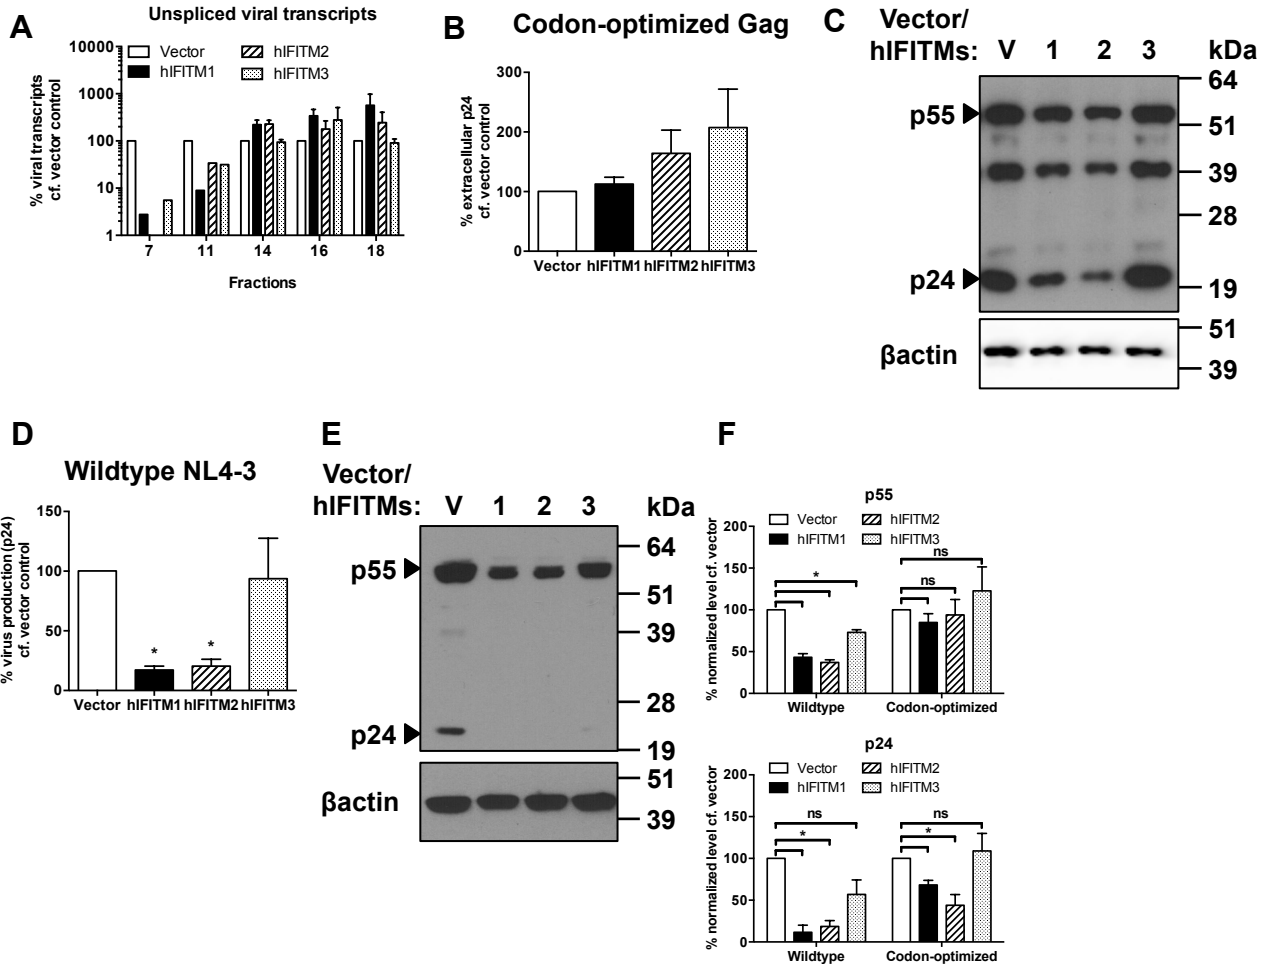 A
Unspliced viral transcripts
Vector
hIFITM1
hIFITM2
hIFITM3
% viral transcripts
cf. vector control
10000
1000
100
10
1
7 11 14 16 18
Fractions
B
Codon-optimized Gag
% extracellular p24
cf. vector control
300
200
100
0
Vector hIFITM1 hIFITM2 hIFITM3
C
Vector/
hIFITMs: V 1 2 3 kDa
p55
p24
64
51
39
28
19
βactin
51
39
D
Wildtype NL4-3
% virus production (p24)
cf. vector control
150
100
50
0
* *
Vector hIFITM1 hIFITM2 hIFITM3
E
Vector/
hIFITMs: V 1 2 3 kDa
p55
p24
64
51
39
28
19
βactin
51
39
F
p55
Vector
hIFITM1
hIFITM2
hIFITM3
% normalized level cf. vector
200
150
100
50
0
*
ns
ns
Wildtype Codon-optimized
p24
Vector
hIFITM1
hIFITM2
hIFITM3
% normalized level cf. vector
200
150
100
50
0
ns
*
ns
*
Wildtype Codon-optimized